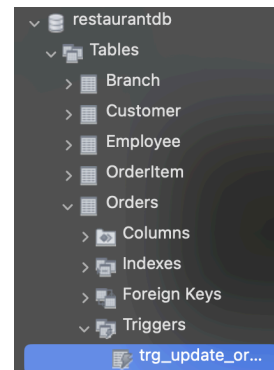 restaurantdb
Tables
Branch
Customer
Employee
OrderItem
Orders
Columns
Indexes
Foreign Keys
Triggers
trg_update_or...